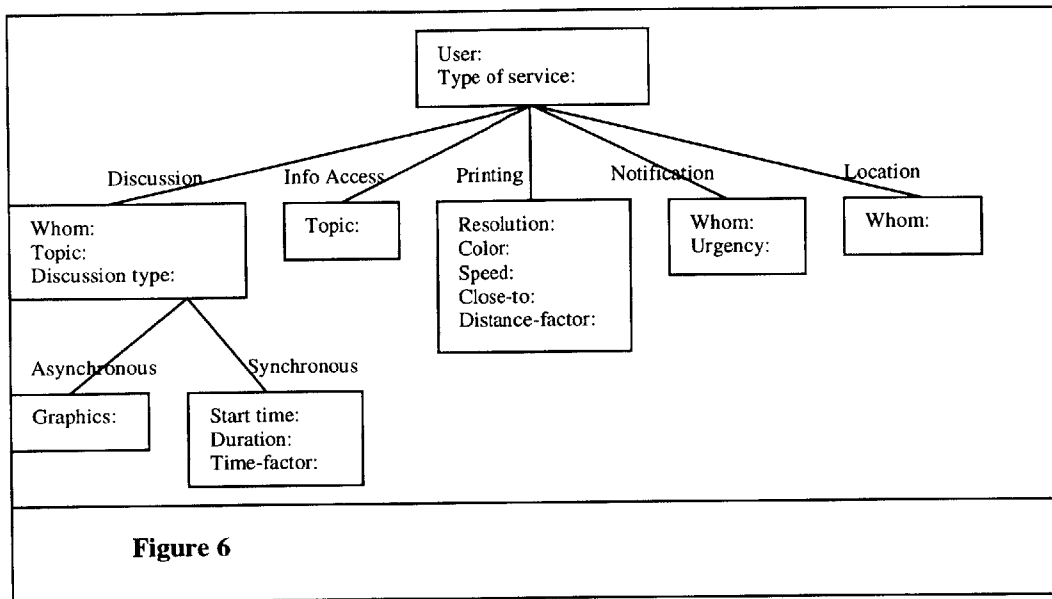 User:
Type of service:
Discussion
Info Access
Printing
Notification
Location
Whom:
Topic:
Discussion type:
Topic:
Resolution:
Color:
Speed:
Close-to:
Distance-factor:
Whom:
Urgency:
Whom:
Asynchronous
Synchronous
Graphics:
Start time:
Duration:
Time-factor:
Figure 6